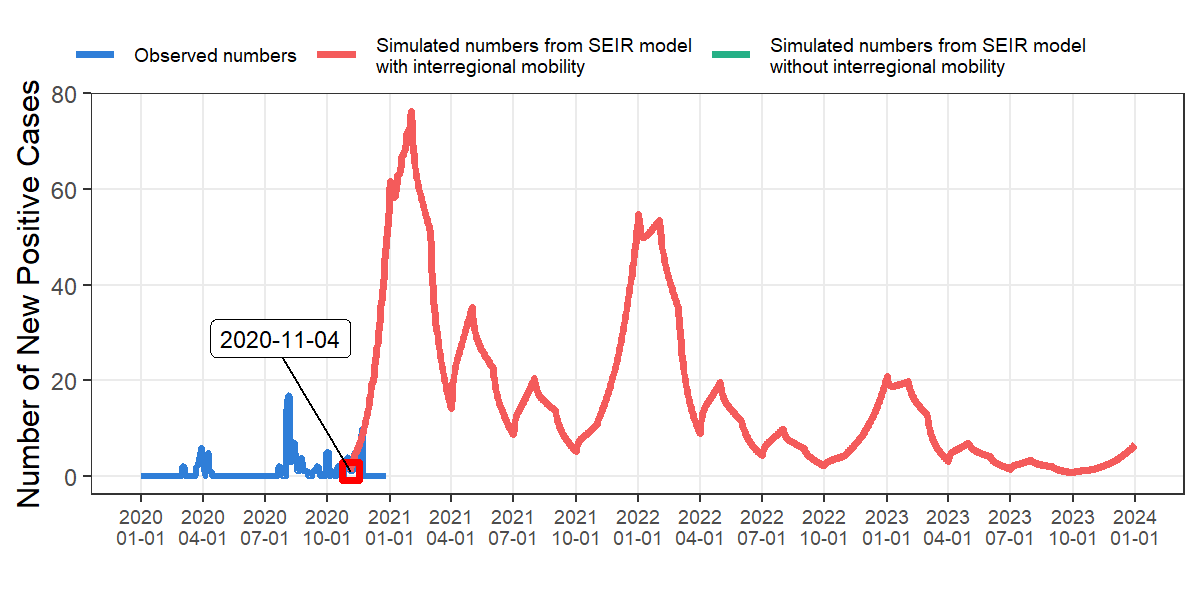 Observed numbers
Simulated numbers from SEIR model
with interregional mobility
Simulated numbers from SEIR model
without interregional mobility
Number of New Positive Cases
80
60
40
20
0
2020-11-04
2020 2020 2020 2020 2021 2021 2021 2021 2022 2022 2022 2022 2023 2023 2023 2023 2024
01-01 04-01 07-01 10-01 01-01 04-01 07-01 10-01 01-01 04-01 07-01 10-01 01-01 04-01 07-01 10-01 01-01